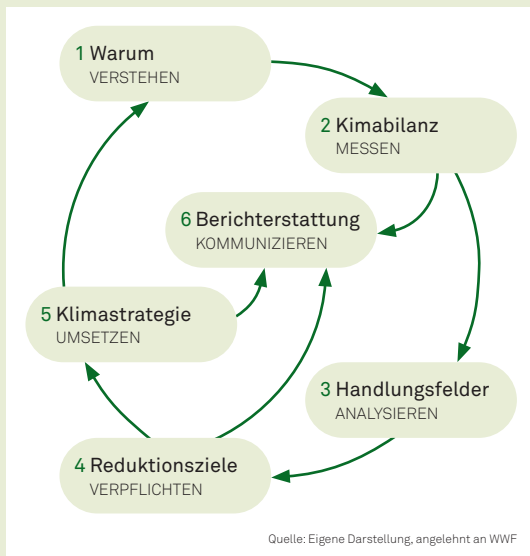 1 Warum
VERSTEHEN
2 Kimabilanz
MESSEN
6 Berichterstattung
KOMMUNIZIEREN
5 Klimastrategie
UMSETZEN
3 Handlungsfelder
ANALYSIEREN
4 Reduktionsziele
VERPFLICHTEN
Quelle: Eigene Darstellung, angelehnt an WWF